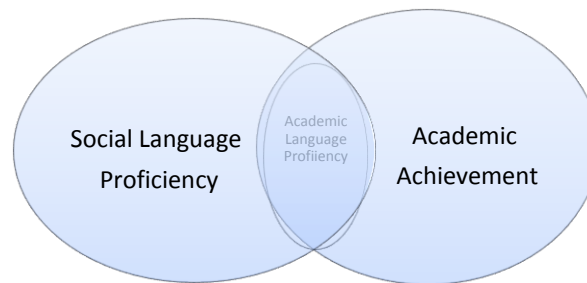 Social Language
Proficiency
Academic
Language
Profiiency
Academic
Achievement